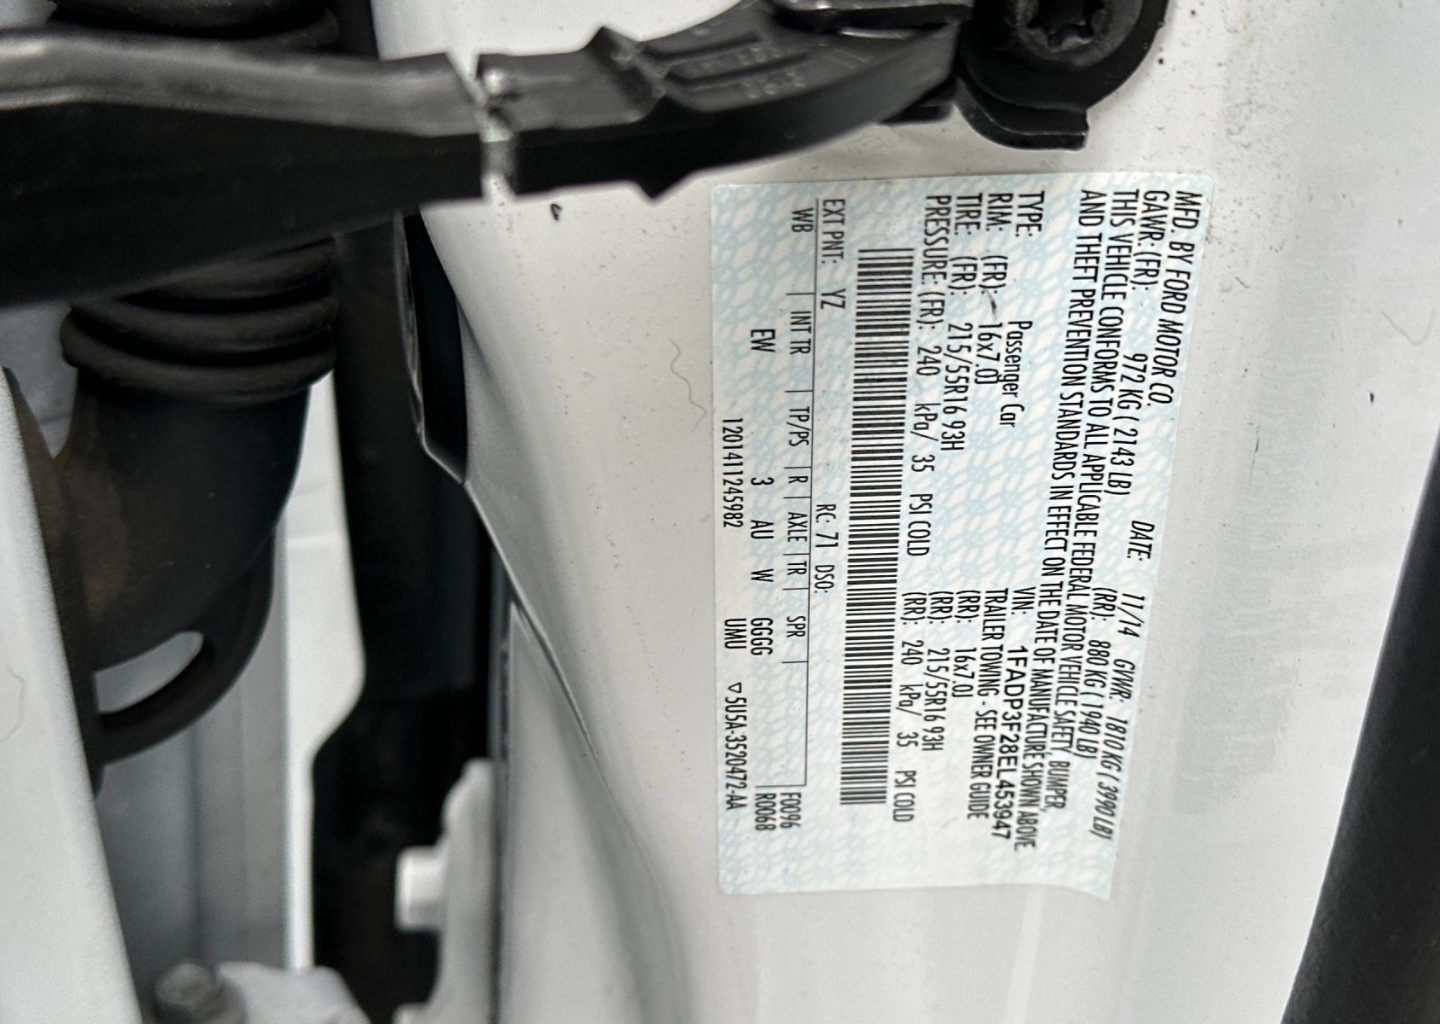 MFD. BY FORD MOTOR CO.
DATE: 11/14 GVWR: 1810 KG ( 3990 LB)
GAWR: (FR): 972 KG ( 2143 LB) (RR): 880 KG ( 1940 LB)
THIS VEHICLE CONFORMS TO ALL APPLICABLE FEDERAL MOTOR VEHICLE SAFETY, BUMPER,
AND THEFT PREVENTION STANDARDS IN EFFECT ON THE DATE OF MANUFACTURE SHOWN ABOVE
VIN: 1FADP3F28EL453947
TYPE: Passenger Car TRAILER TOWING - SEE OWNER GUIDE
RIM: (FR): 16x7.0J (RR): 16x7.0J
TIRE: (FR): 215/55R16 93H (RR): 215/55R16 93H
PRESSURE: (FR): 240 kPa/ 35 PSI COLD (RR): 240 kPa/ 35 PSI COLD
EXT PNT: YZ RC: 71 DSO:
WB INT TR TP/PS R AXLE TR SPR F0096
EW 3 AU W GGGG R0068
1201411245982 UMU ▽5U5A-3520472-AA